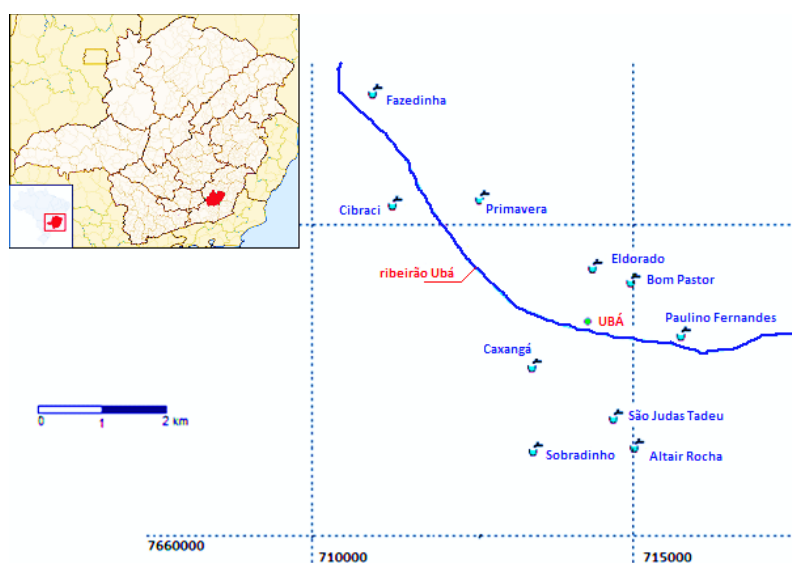 Fazedinha
Cibraci
Primavera
ribeirão Ubá
Eldorado
Bom Pastor
UBÁ
Paulino Fernandes
Caxangá
0 1 2 km
São Judas Tadeu
Sobradinho
Altair Rocha
7660000
710000
715000